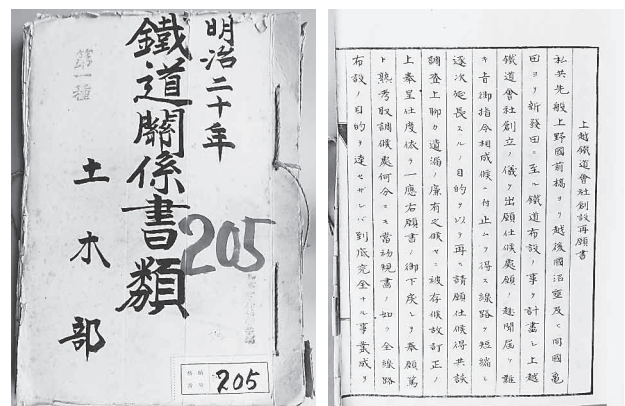 明治二十年
鐵道關係書類
205
第一種
土木部
205
上越鐵道會社創設再願書
私共先般上野國前橋ヨリ越後國沼垂及ヒ同國亀
田ヨリ新發田ニ至ル鐵道布設ノ事ヲ計畫シ上越
鐵道會社創立ノ儀ヲ出願仕候處願ノ趣聞届ケ難
キ旨御指令相成候ニ付止ムヲ得ス線路ヲ短縮シ
逐次延長スルノ目的ヲ以テ再ヒ請願仕候得共談
調査上聊カ遺漏ノ廉有之候ヤニ被存候故訂正ノ
上奉呈仕度依テ一應右願書ノ御下戻シヲ奉願篤
ト熟考取調候處何分ニモ當初規畫ノ如ク全線路
布設ノ目的ヲ達セザレバ到底完全ナル事業成リ